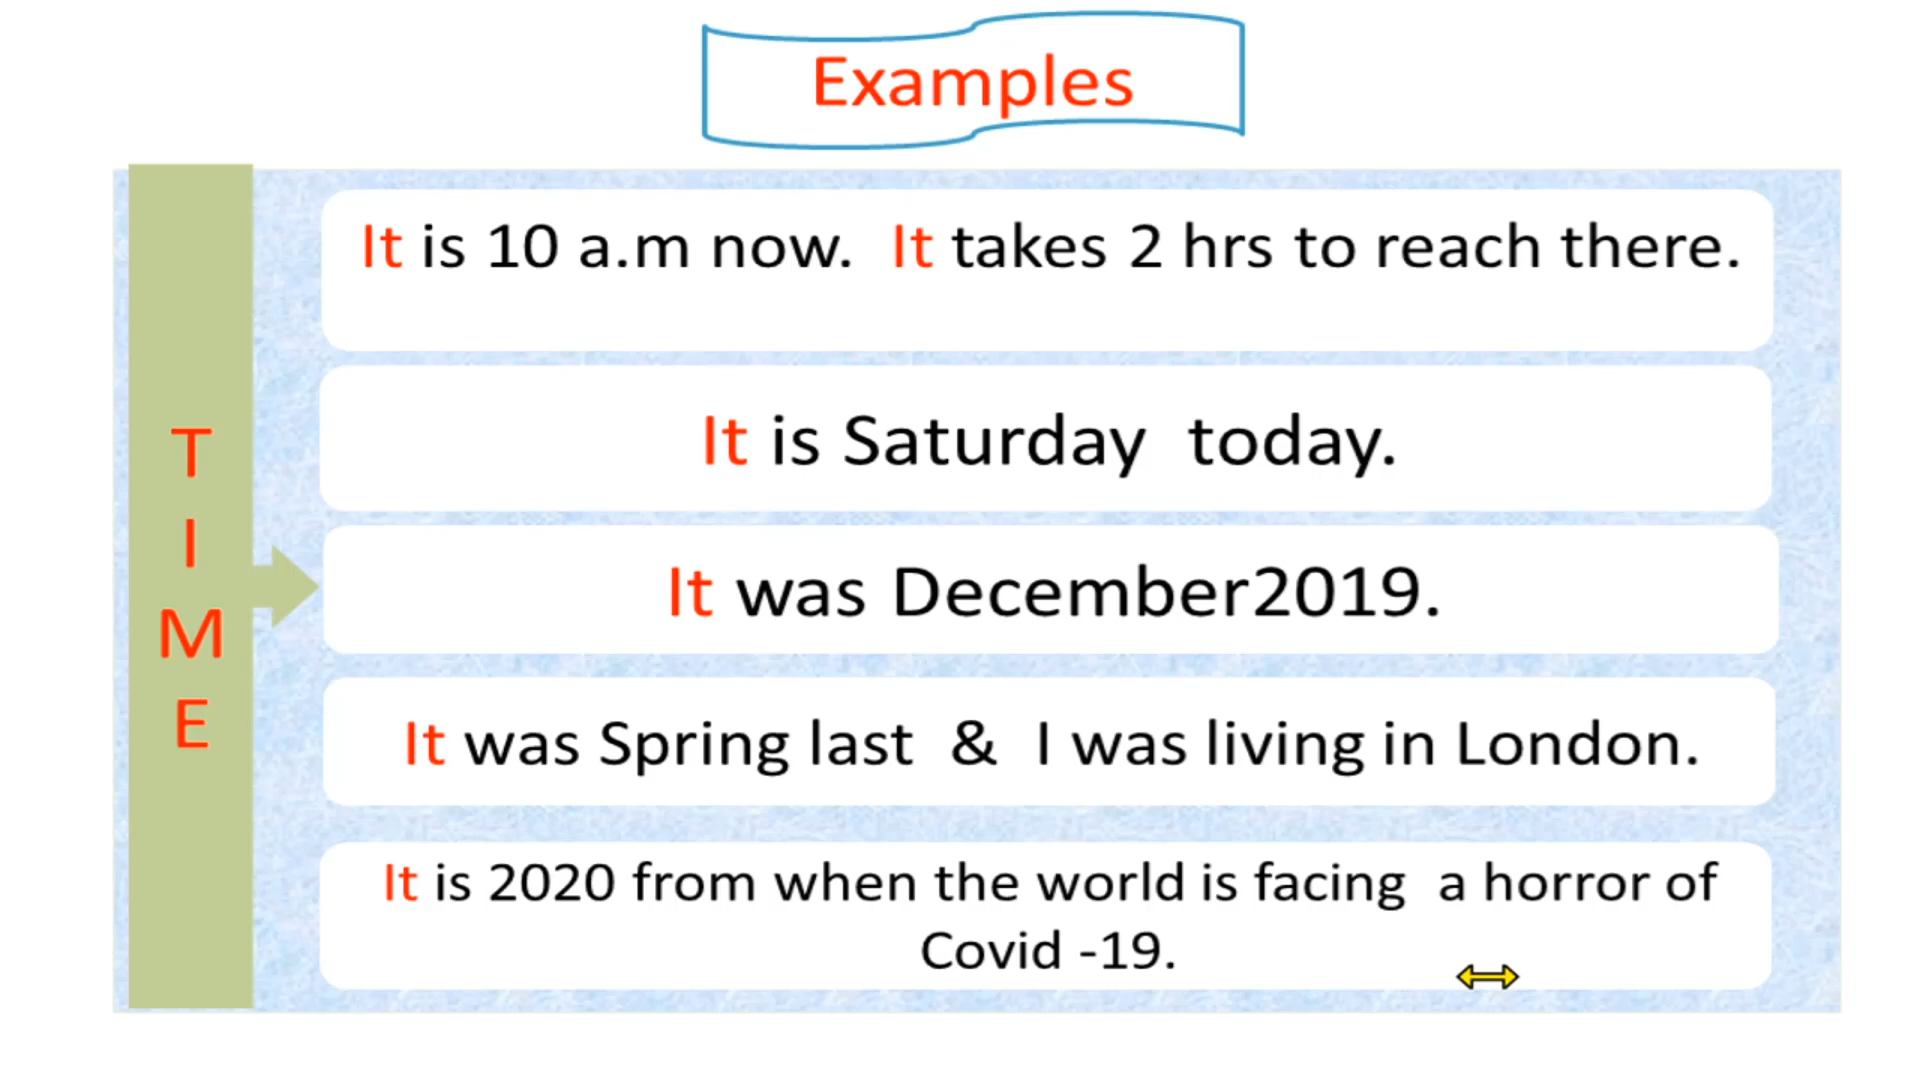 Examples
TIME
It is 10 a.m now. It takes 2 hrs to reach there.
It is Saturday today.
It was December2019.
It was Spring last & I was living in London.
It is 2020 from when the world is facing a horror of
Covid -19.